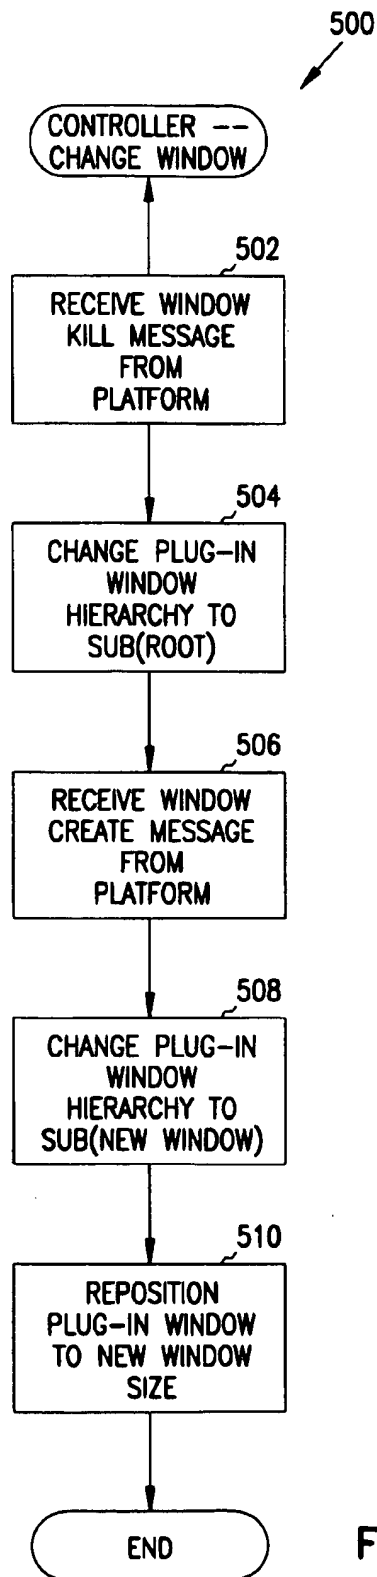 500
CONTROLLER --
CHANGE WINDOW
502
RECEIVE WINDOW
KILL MESSAGE
FROM
PLATFORM
504
CHANGE PLUG-IN
WINDOW
HIERARCHY TO
SUB(ROOT)
506
RECEIVE WINDOW
CREATE MESSAGE
FROM
PLATFORM
508
CHANGE PLUG-IN
WINDOW
HIERARCHY TO
SUB(NEW WINDOW)
510
REPOSITION
PLUG-IN WINDOW
TO NEW WINDOW
SIZE
END
F